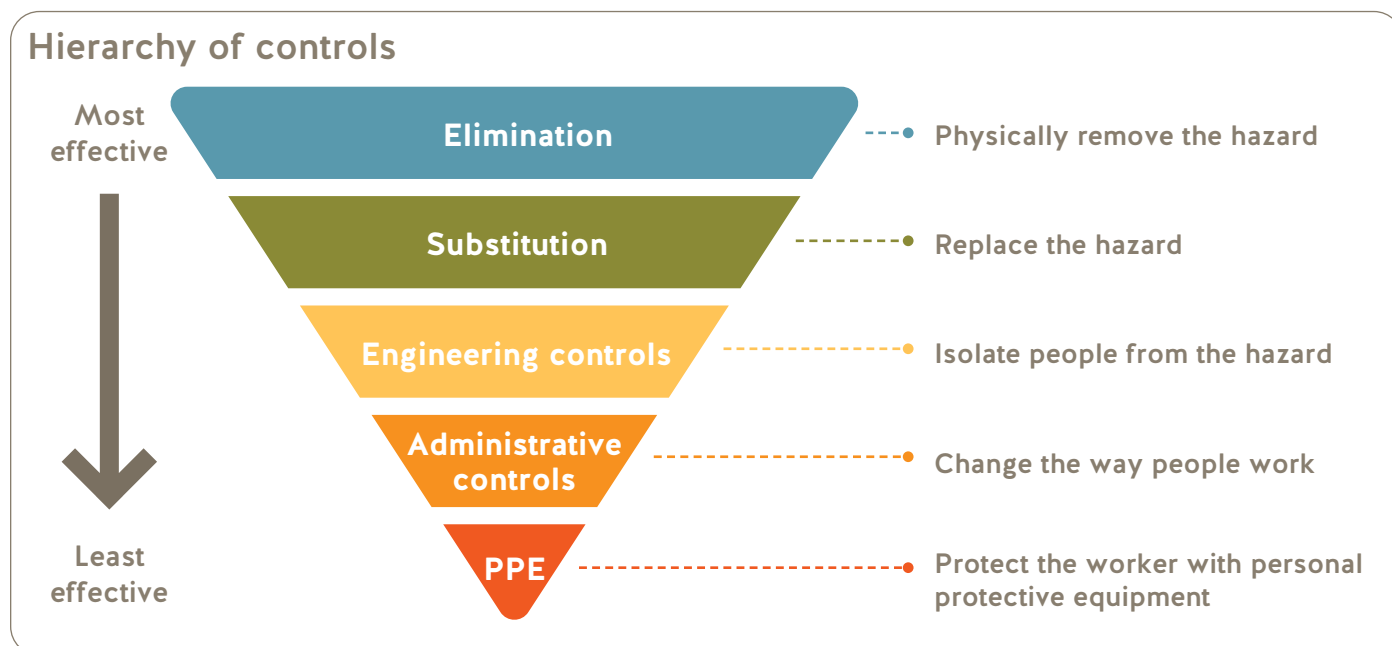 Hierarchy of controls
Most
effective
Elimination
Physically remove the hazard
Substitution
Replace the hazard
Engineering controls
Isolate people from the hazard
Administrative
controls
Change the way people work
PPE
Protect the worker with personal
protective equipment
Least
effective